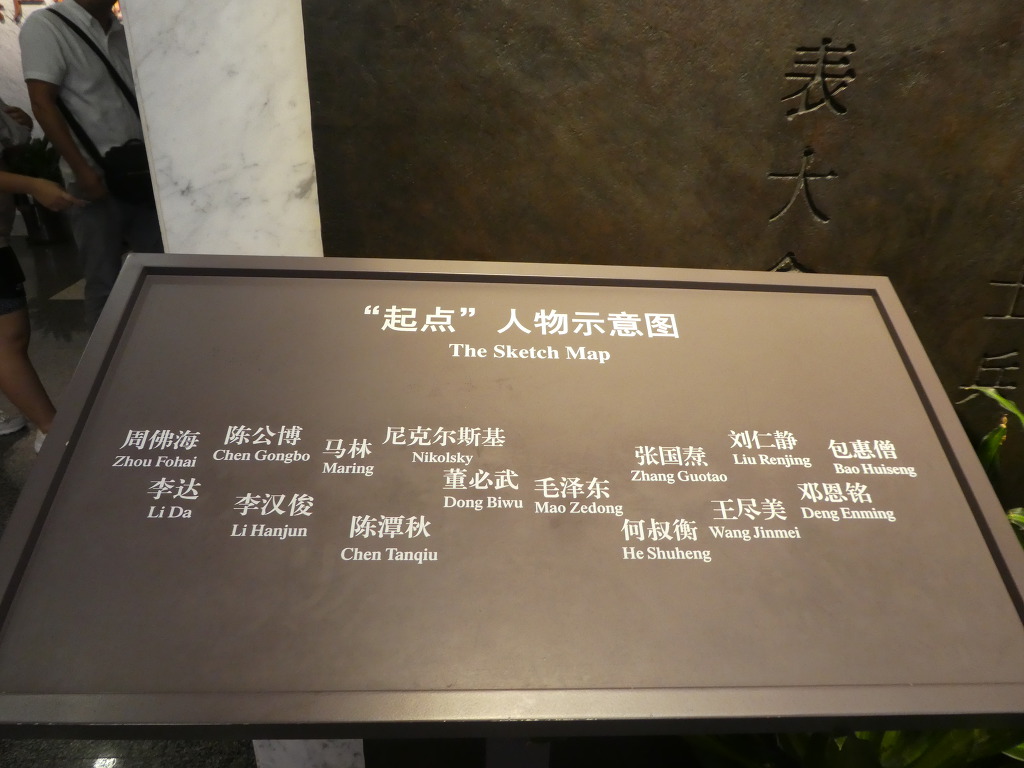 表
大
“起点”人物示意图
The Sketch Map
周佛海
Zhou Fohai
陈公博
Chen Gongbo
马林
Maring
尼克尔斯基
Nikolsky
张国焘
Zhang Guotao
刘仁静
Liu Renjing
包惠僧
Bao Huiseng
李达
Li Da
李汉俊
Li Hanjun
陈潭秋
Chen Tanqiu
董必武
Dong Biwu
毛泽东
Mao Zedong
何叔衡
He Shuheng
王尽美
Wang Jinmei
邓恩铭
Deng Enming